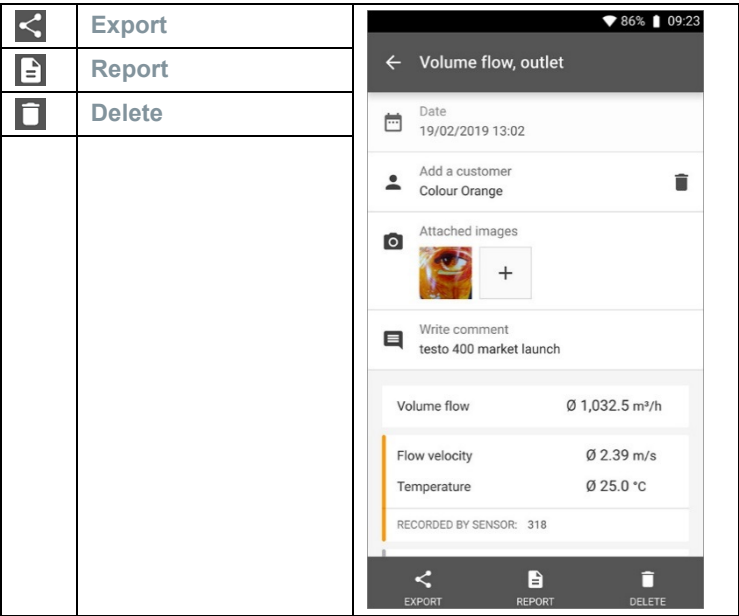 Export
Report
Delete
86% 09:23
Volume flow, outlet
Date
19/02/2019 13:02
Add a customer
Colour Orange
Attached images
+
Write comment
testo 400 market launch
Volume flow Ø 1,032.5 m³/h
Flow velocity Ø 2.39 m/s
Temperature Ø 25.0 °C
RECORDED BY SENSOR: 318
EXPORT REPORT DELETE